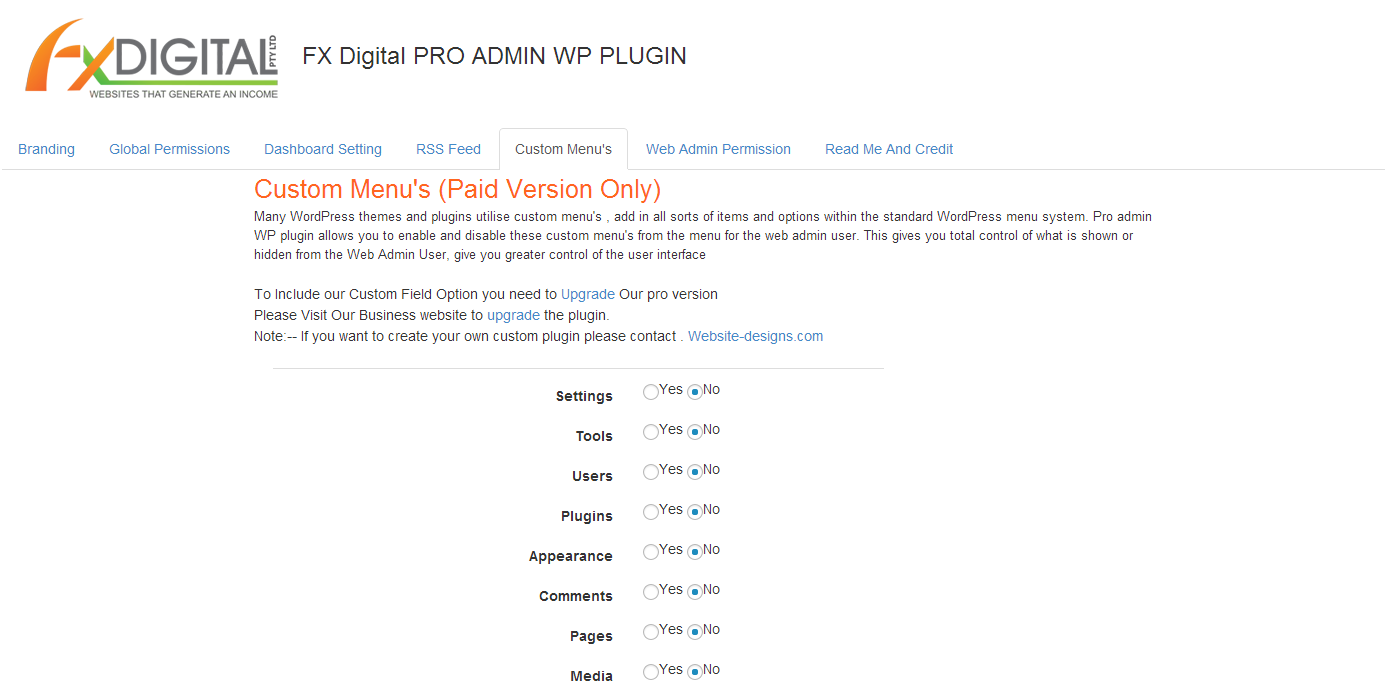 FXDIGITAL PTY LTD
WEBSITES THAT GENERATE AN INCOME
FX Digital PRO ADMIN WP PLUGIN
Branding Global Permissions Dashboard Setting RSS Feed Custom Menu's Web Admin Permission Read Me And Credit
Custom Menu's (Paid Version Only)
Many WordPress themes and plugins utilise custom menu's , add in all sorts of items and options within the standard WordPress menu system. Pro admin
WP plugin allows you to enable and disable these custom menu's from the menu for the web admin user. This gives you total control of what is shown or
hidden from the Web Admin User, give you greater control of the user interface
To Include our Custom Field Option you need to Upgrade Our pro version
Please Visit Our Business website to upgrade the plugin.
Note:-- If you want to create your own custom plugin please contact . Website-designs.com
Settings Yes No
Tools Yes No
Users Yes No
Plugins Yes No
Appearance Yes No
Comments Yes No
Pages Yes No
Media Yes No